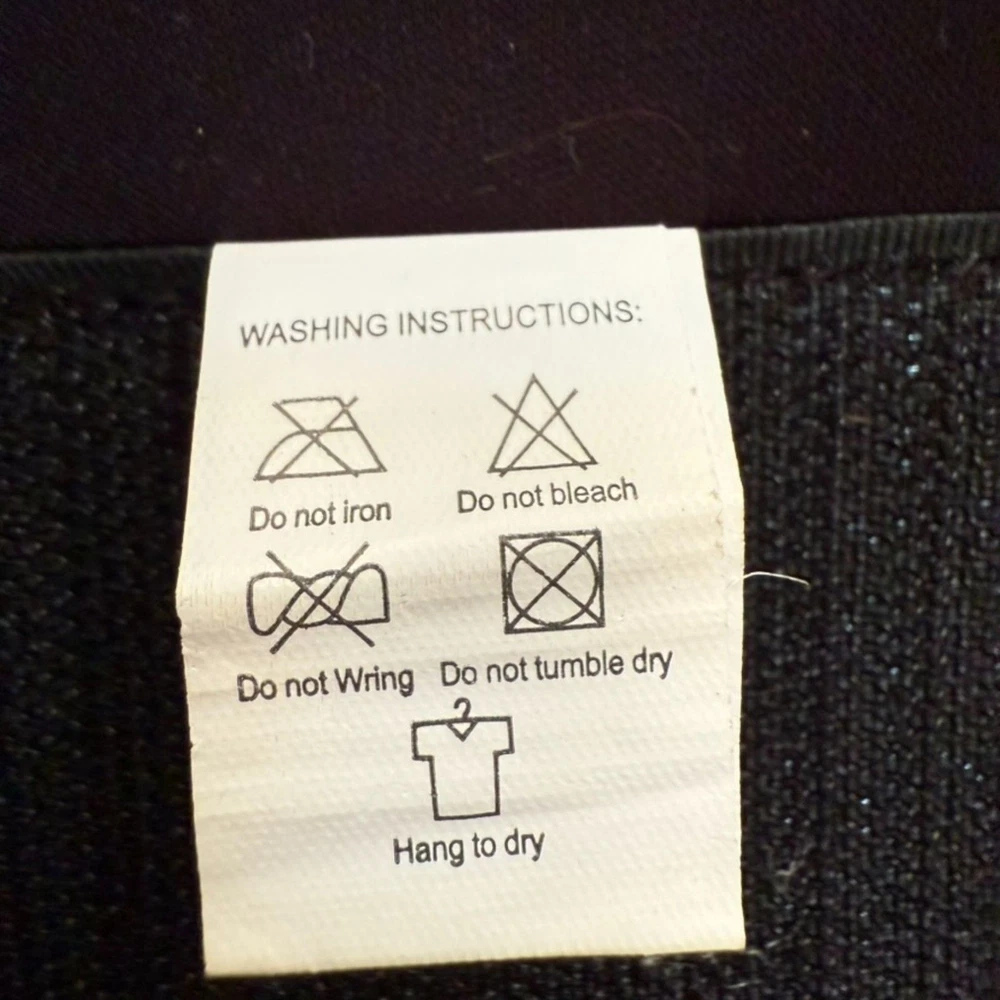 WASHING INSTRUCTIONS:
Do not iron
Do not bleach
Do not Wring
Do not tumble dry
Hang to dry